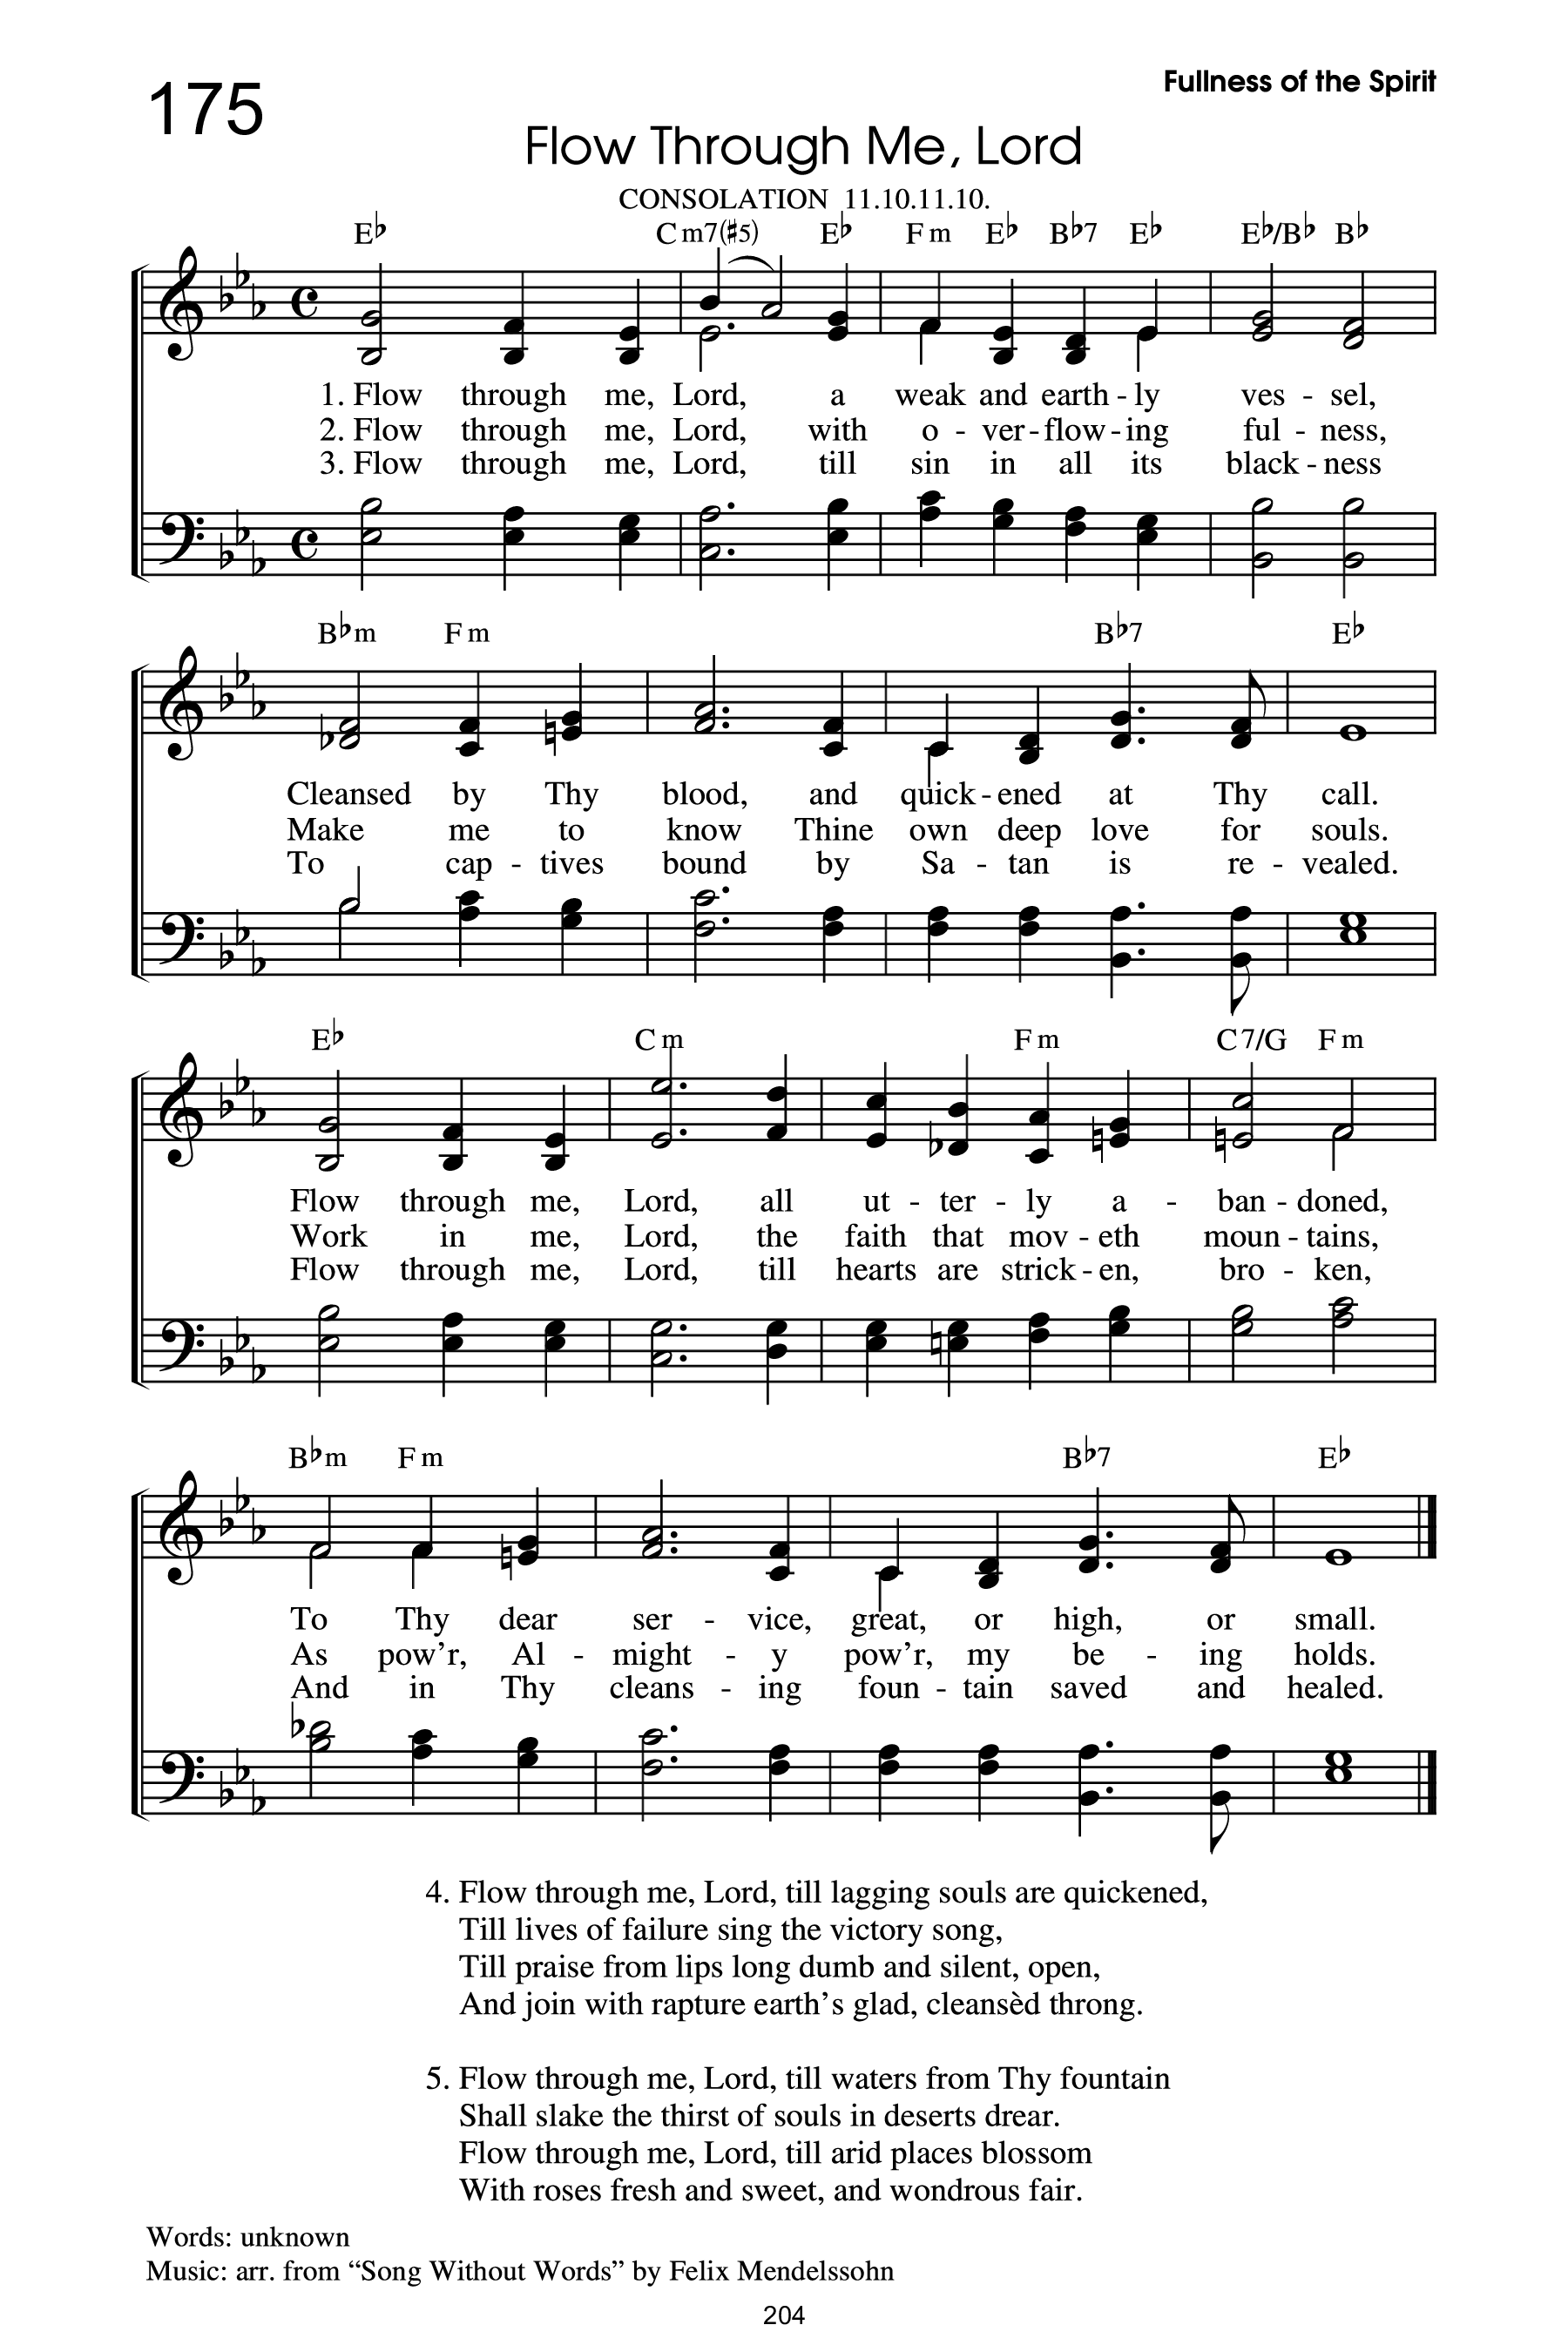 175
Fullness of the Spirit
Flow Through Me, Lord
CONSOLATION 11.10.11.10.
E♭ Cm7(♯5) E♭ Fm E♭ B♭7 E♭ E♭/B♭ B♭
1. Flow through me, Lord, a weak and earth - ly ves - sel,
2. Flow through me, Lord, with o - ver - flow - ing ful - ness,
3. Flow through me, Lord, till sin in all its black - ness
B♭m Fm B♭7 E♭
Cleansed by Thy blood, and quick - ened at Thy call.
Make me to know Thine own deep love for souls.
To cap - tives bound by Sa - tan is re - vealed.
E♭ Cm Fm C7/G Fm
Flow through me, Lord, all ut - ter - ly a - ban - doned,
Work in me, Lord, the faith that mov - eth moun - tains,
Flow through me, Lord, till hearts are strick - en, bro - ken,
B♭m Fm B♭7 E♭
To Thy dear ser - vice, great, or high, or small.
As pow’r, Al - might - y pow’r, my be - ing holds.
And in Thy cleans - ing foun - tain saved and healed.
4. Flow through me, Lord, till lagging souls are quickened,
Till lives of failure sing the victory song,
Till praise from lips long dumb and silent, open,
And join with rapture earth’s glad, cleansèd throng.
5. Flow through me, Lord, till waters from Thy fountain
Shall slake the thirst of souls in deserts drear.
Flow through me, Lord, till arid places blossom
With roses fresh and sweet, and wondrous fair.
Words: unknown
Music: arr. from “Song Without Words” by Felix Mendelssohn
204